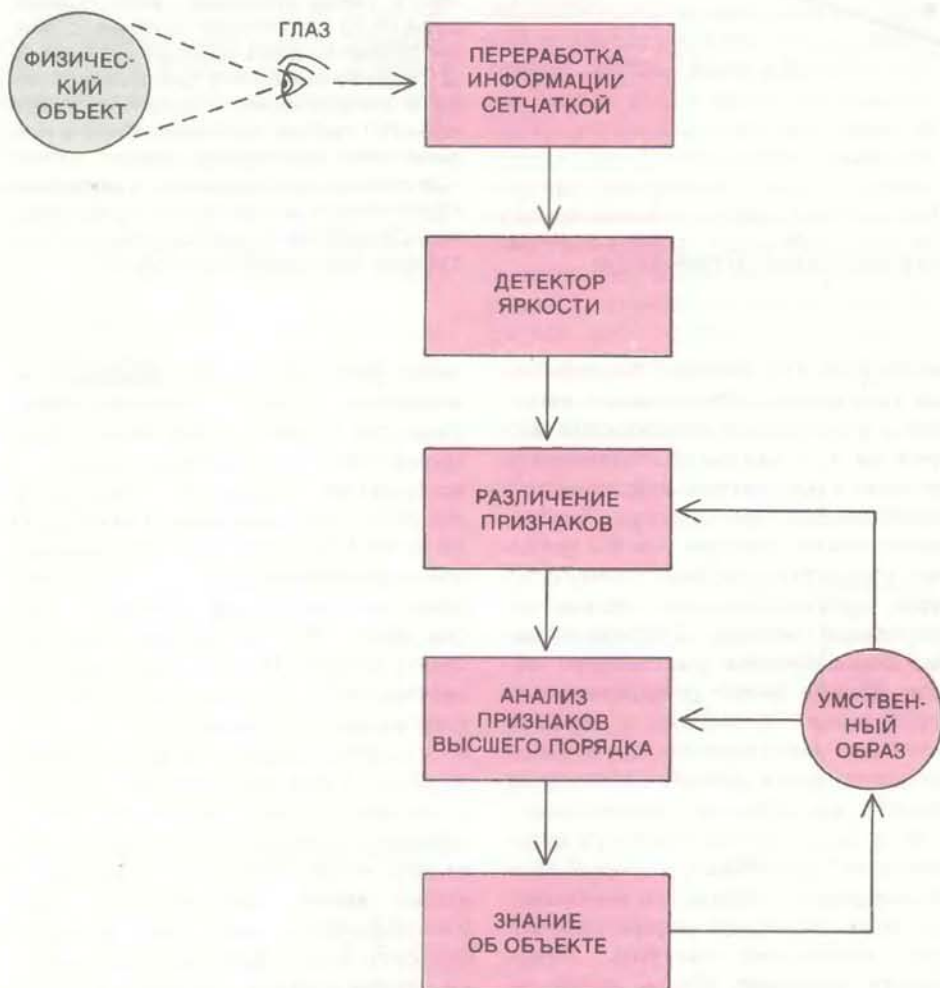 ГЛАЗ
ФИЗИЧЕС-
КИЙ
ОБЪЕКТ
ПЕРЕРАБОТКА
ИНФОРМАЦИИ
СЕТЧАТКОЙ
ДЕТЕКТОР
ЯРКОСТИ
РАЗЛИЧЕНИЕ
ПРИЗНАКОВ
АНАЛИЗ
ПРИЗНАКОВ
ВЫСШЕГО ПОРЯДКА
УМСТВЕН-
НЫЙ
ОБРАЗ
ЗНАНИЕ
ОБ ОБЪЕКТЕ